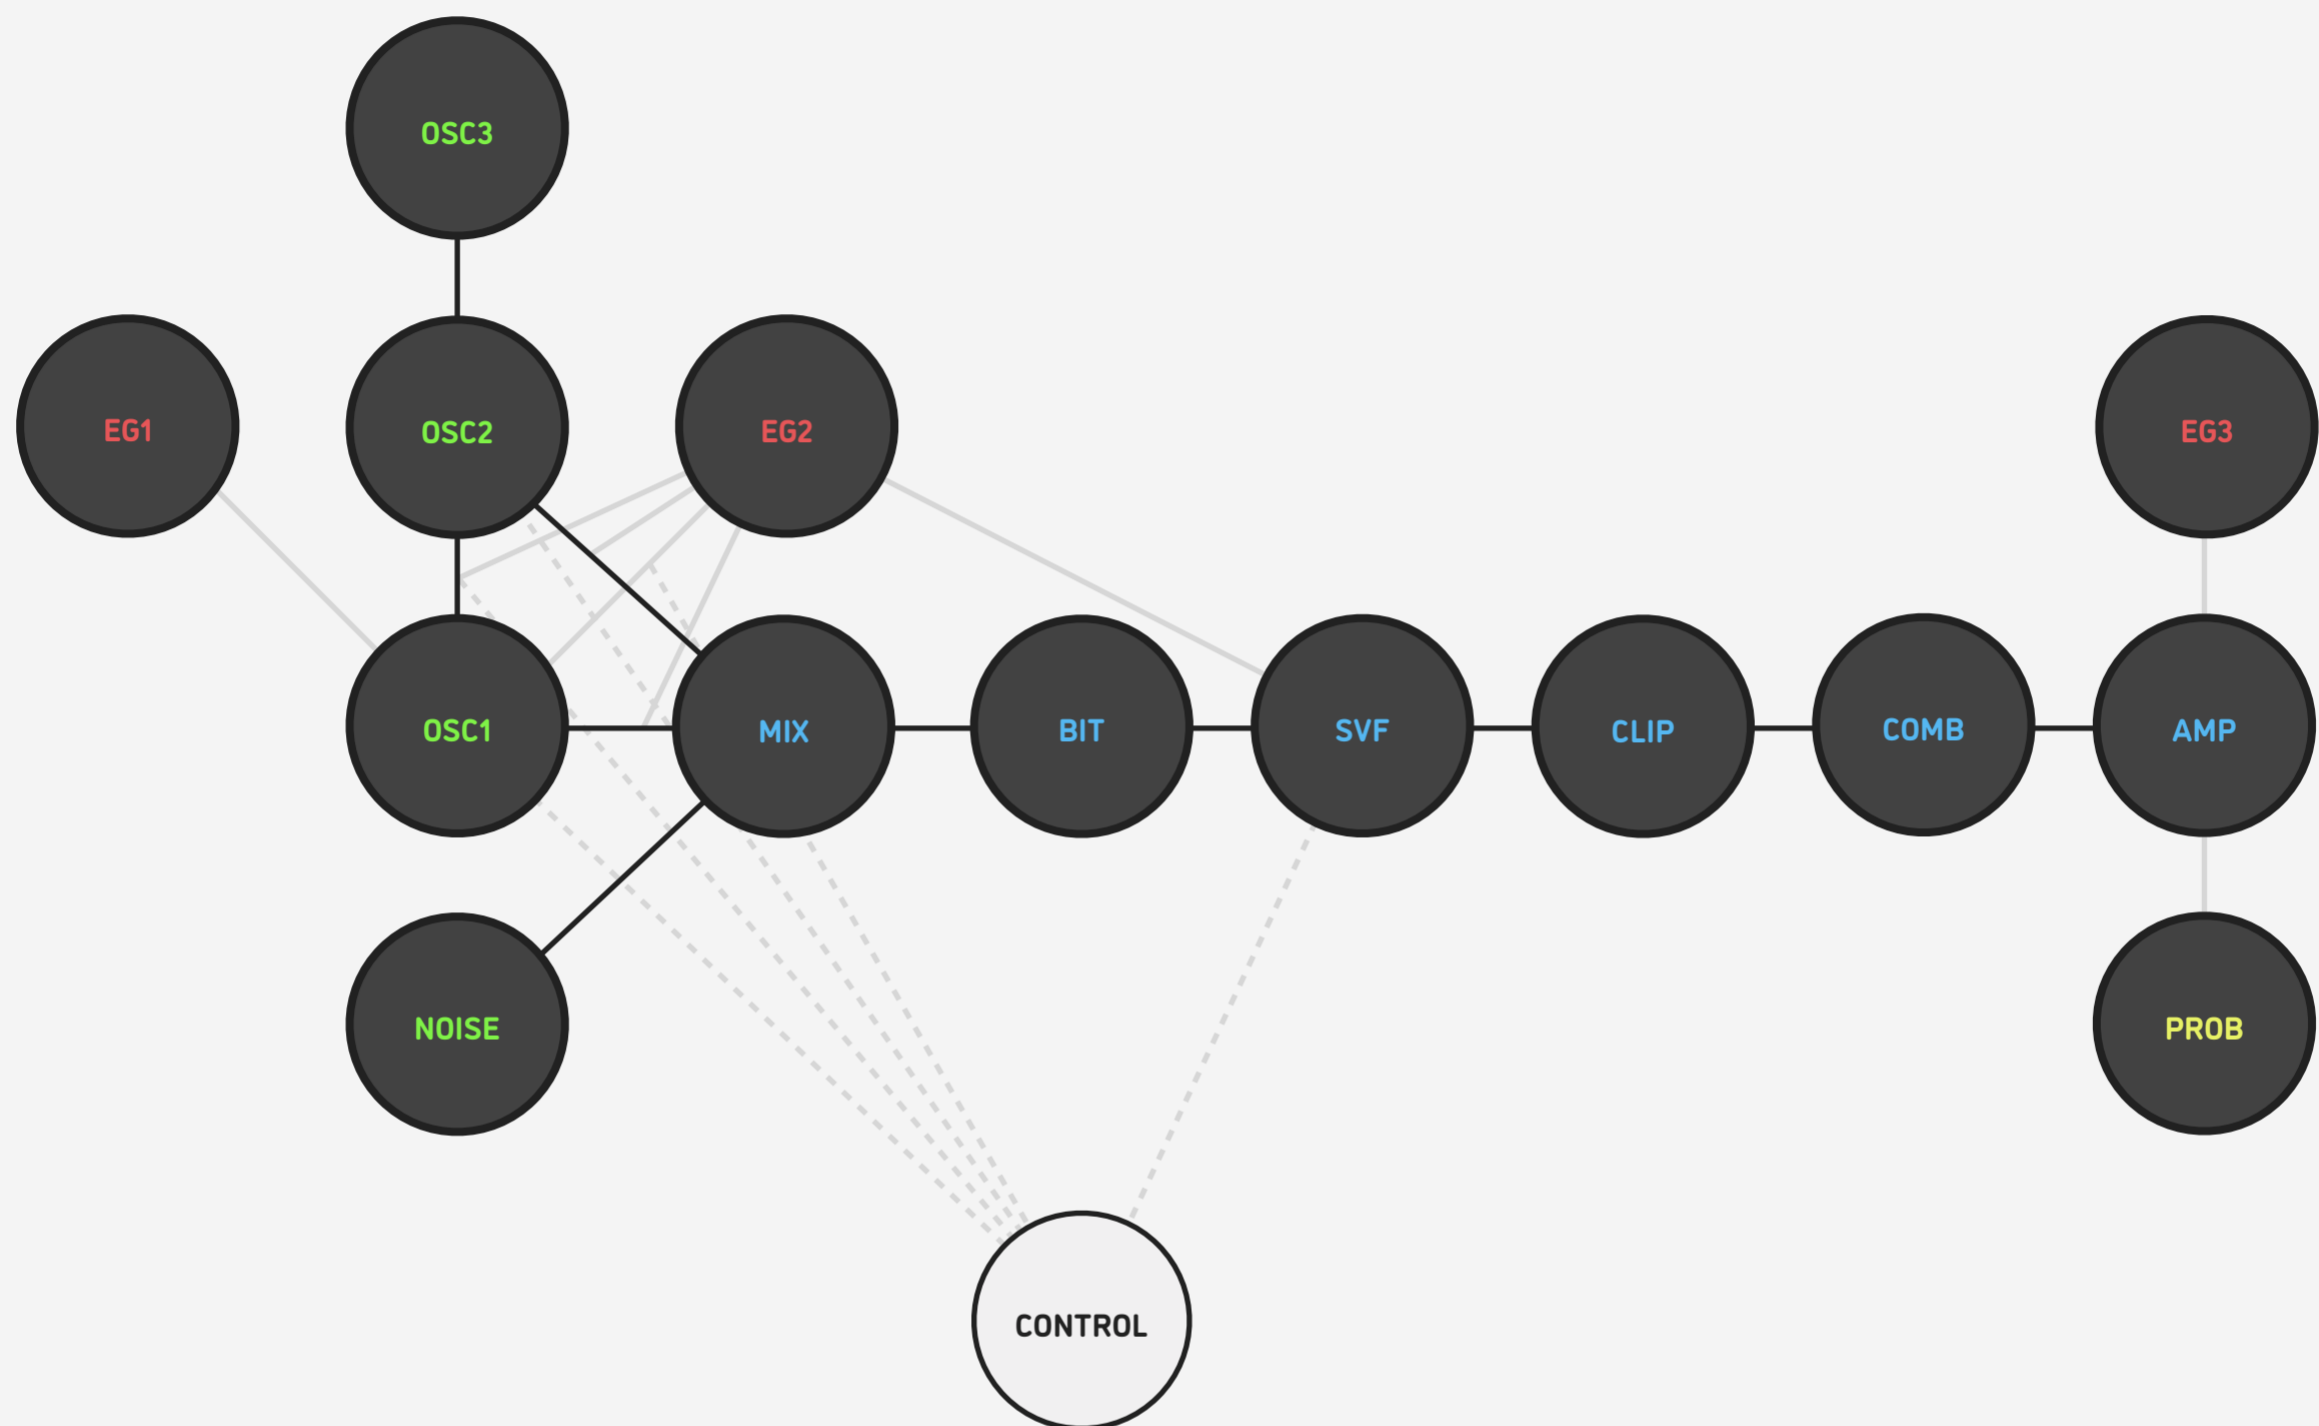 OSC3
EG1
OSC2
EG2
EG3
OSC1
MIX
BIT
SVF
CLIP
COMB
AMP
NOISE
PROB
CONTROL